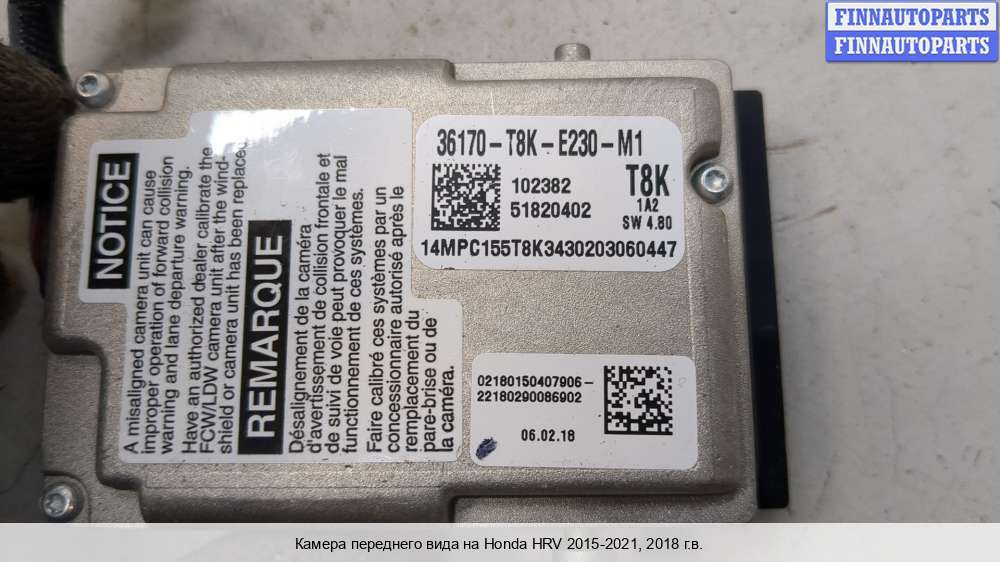 FINNAUTOPARTS
FINNAUTOPARTS
NOTICE
A misaligned camera unit can cause
improper operation of forward collision
warning and lane departure warning.
Have an authorized dealer calibrate the
FCW/LDW camera unit after the wind-
shield or camera unit has been replaced.
REMARQUE
Désalignement de la caméra
d'avertissement de collision frontale et
de suivi de voie peut provoquer le mal
functionnement de ces systèmes.
Faire calibré ces systèmes par un
concessionnaire autorisé après le
remplacement du
pare-brise ou de
la caméra.
36170-T8K-E230-M1
102382
51820402
T8K
1A2
SW 4.80
14MPC155T8K3430203060447
02180150407906-
22180290086902
06.02.18
Камера переднего вида на Honda HRV 2015-2021, 2018 г.в.